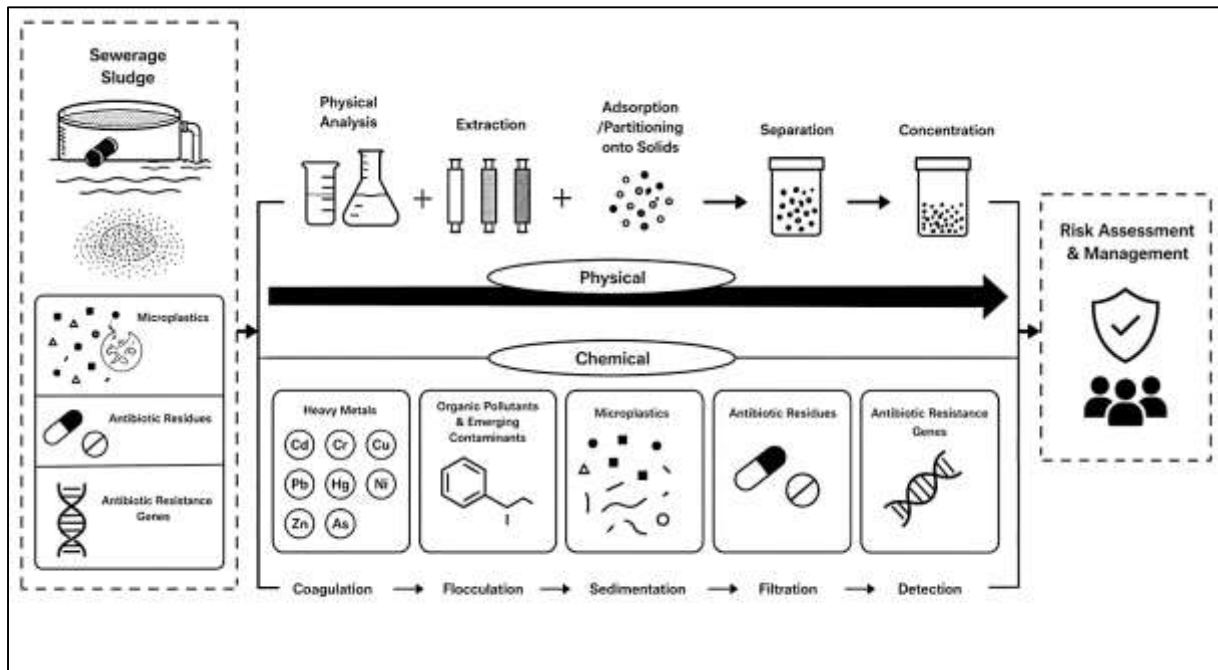 Sewerage
Sludge
Microplastics
Antibiotic Residues
Antibiotic Resistance
Genes
Physical
Analysis
Extraction
Adsorption
/Partitioning
onto Solids
Separation
Concentration
Physical
Chemical
Heavy Metals
Cd Cr Cu
Pb Hg Ni
Zn As
Organic Pollutants
& Emerging
Contaminants
Microplastics
Antibiotic Residues
Antibiotic Resistance
Genes
Coagulation
Flocculation
Sedimentation
Filtration
Detection
Risk Assessment
& Management